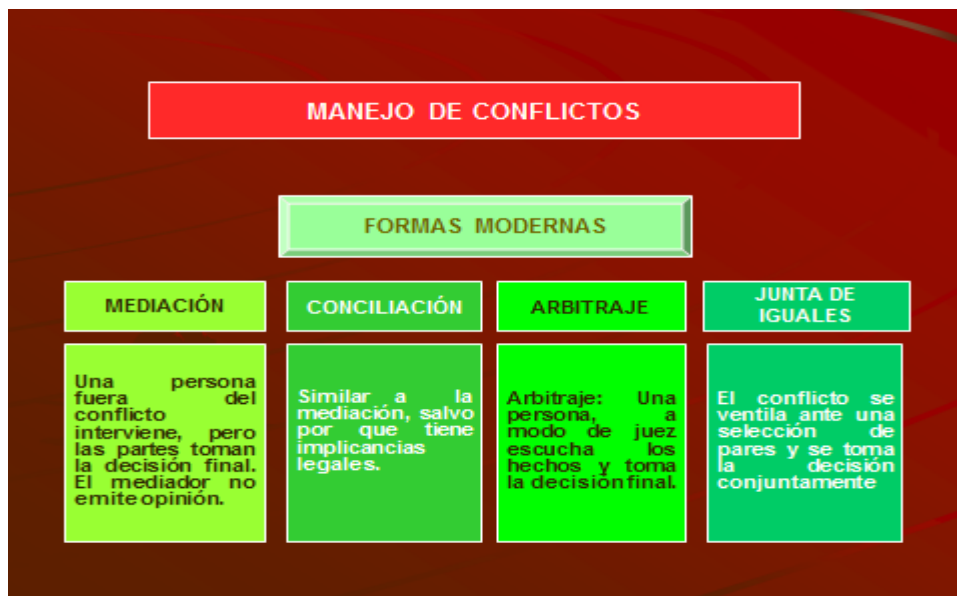 MANEJO DE CONFLICTOS
FORMAS MODERNAS
MEDIACIÓN
Una persona
fuera del
conflicto
interviene, pero
las partes toman
la decisión final.
El mediador no
emite opinión.
CONCILIACIÓN
Similar a la
mediación, salvo
por que tiene
implicancias
legales.
ARBITRAJE
Arbitraje: Una
persona, a
modo de juez
escucha los
hechos y toma
la decisión final.
JUNTA DE
IGUALES
El conflicto se
ventila ante una
selección de
pares y se toma
la decisión
conjuntamente